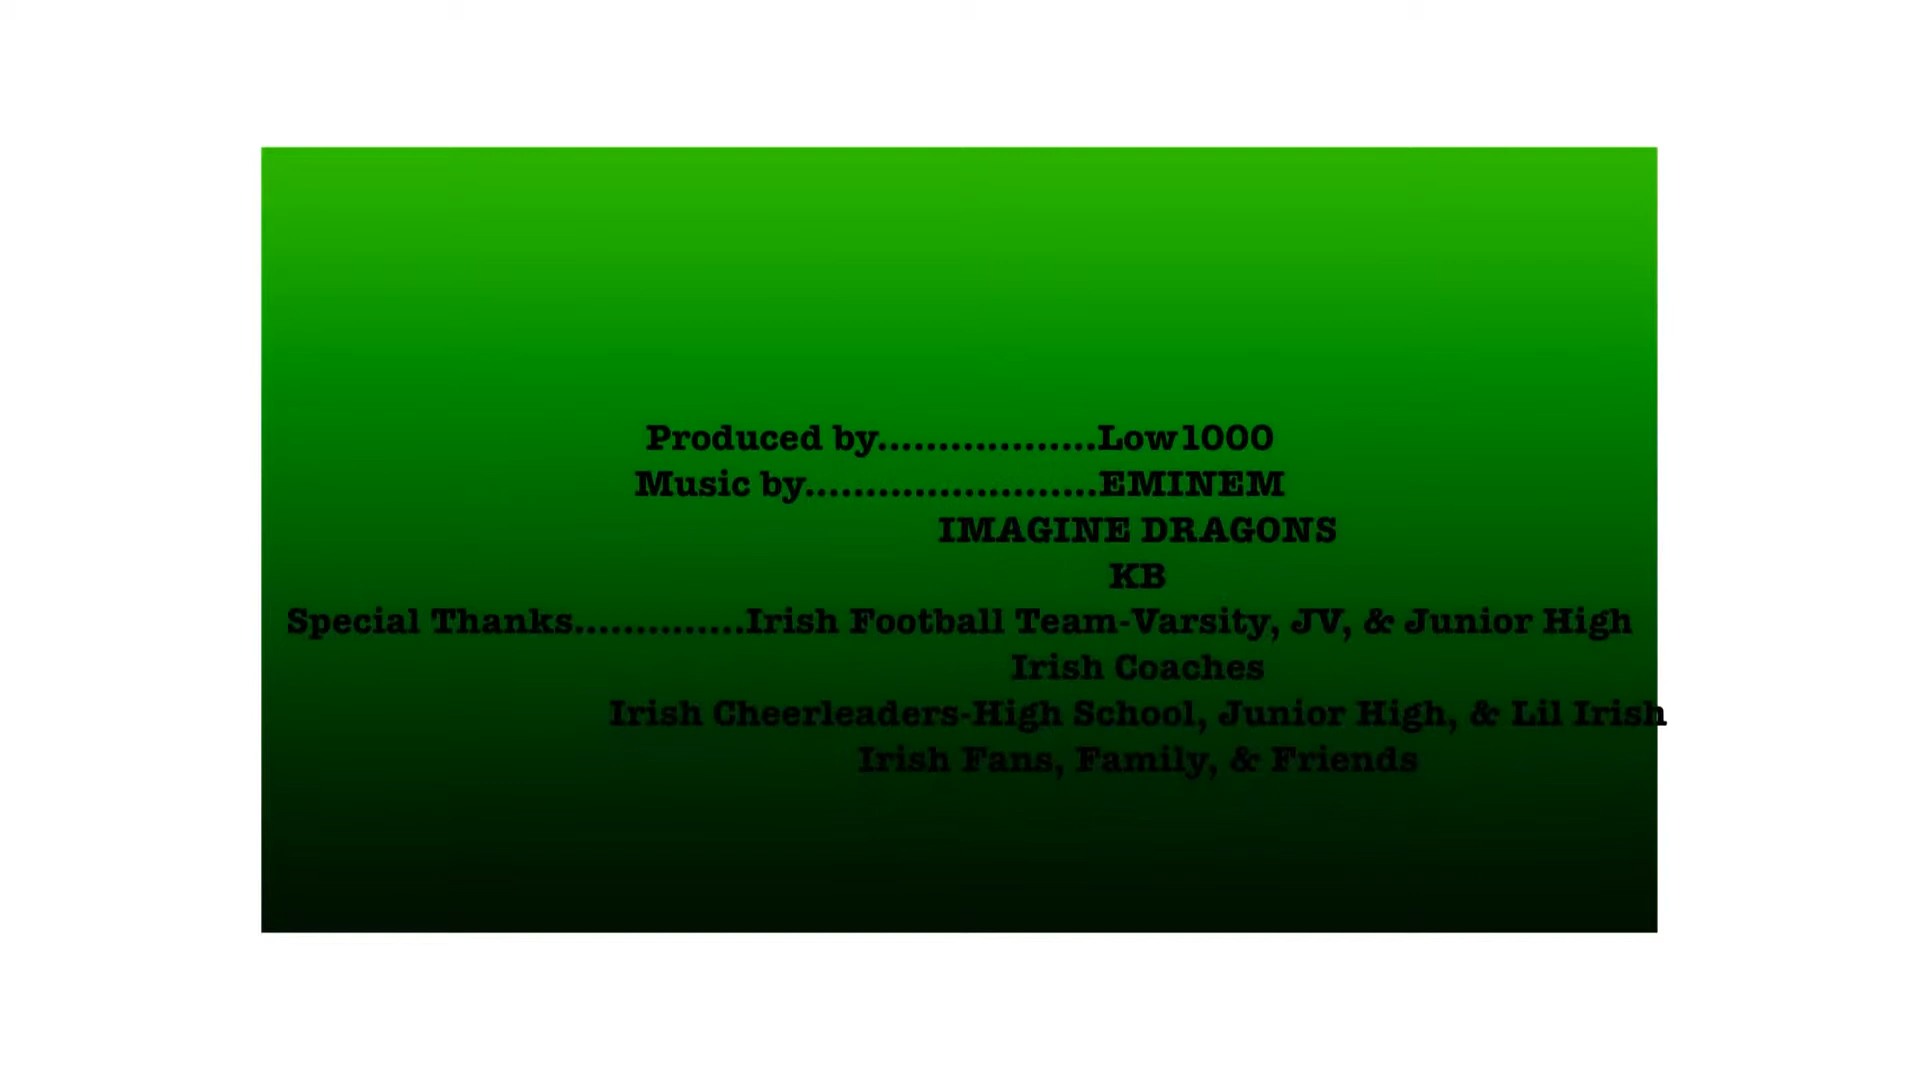 Produced by..................Low1000
Music by........................EMINEM
IMAGINE DRAGONS
KB
Special Thanks..............Irish Football Team-Varsity, JV, & Junior High
Irish Coaches
Irish Cheerleaders-High School, Junior High, & Lil Irish
Irish Fans, Family, & Friends